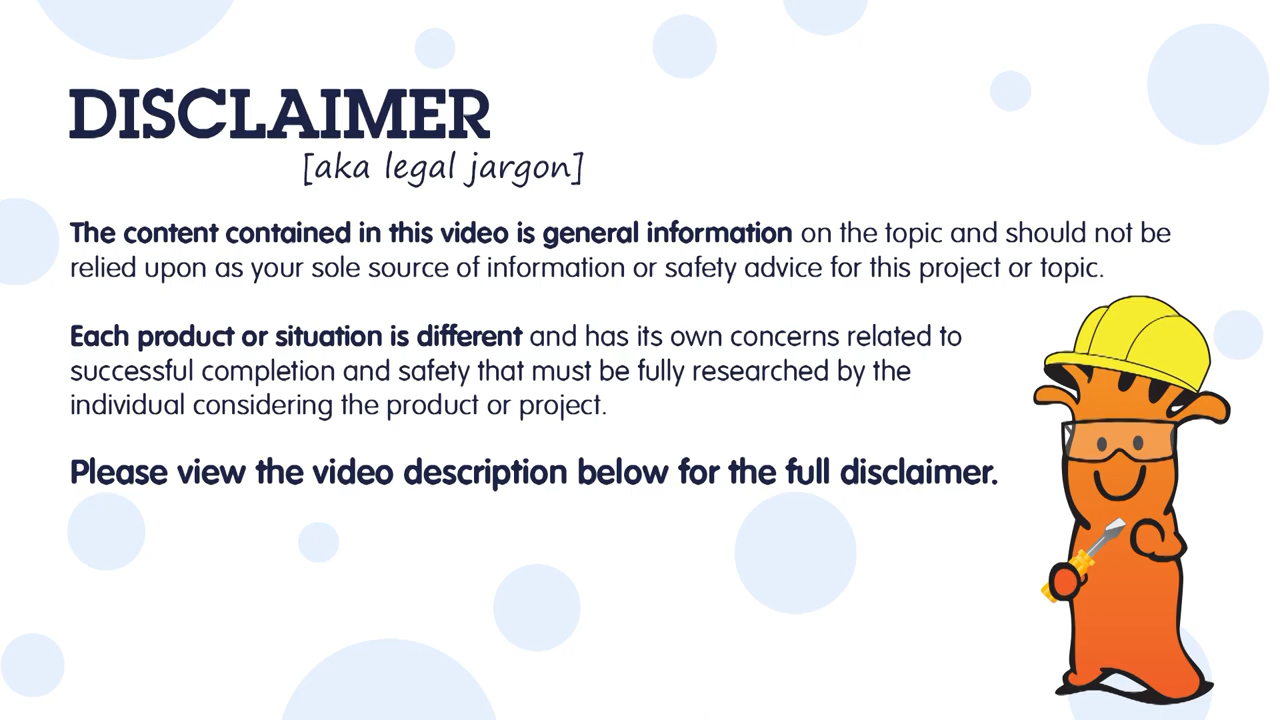 DISCLAIMER
[aka legal jargon]
The content contained in this video is general information on the topic and should not be
relied upon as your sole source of information or safety advice for this project or topic.
Each product or situation is different and has its own concerns related to
successful completion and safety that must be fully researched by the
individual considering the product or project.
Please view the video description below for the full disclaimer.